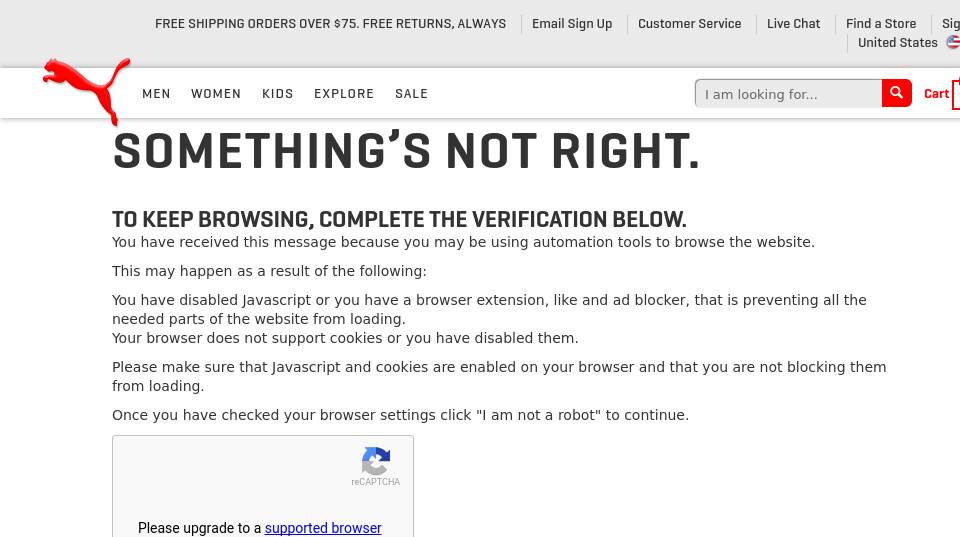 FREE SHIPPING ORDERS OVER $75. FREE RETURNS, ALWAYS Email Sign Up Customer Service Live Chat Find a Store Sig
United States
MEN WOMEN KIDS EXPLORE SALE I am looking for... Cart
SOMETHING’S NOT RIGHT.
TO KEEP BROWSING, COMPLETE THE VERIFICATION BELOW.
You have received this message because you may be using automation tools to browse the website.
This may happen as a result of the following:
You have disabled Javascript or you have a browser extension, like and ad blocker, that is preventing all the
needed parts of the website from loading.
Your browser does not support cookies or you have disabled them.
Please make sure that Javascript and cookies are enabled on your browser and that you are not blocking them
from loading.
Once you have checked your browser settings click "I am not a robot" to continue.
reCAPTCHA
Please upgrade to a supported browser